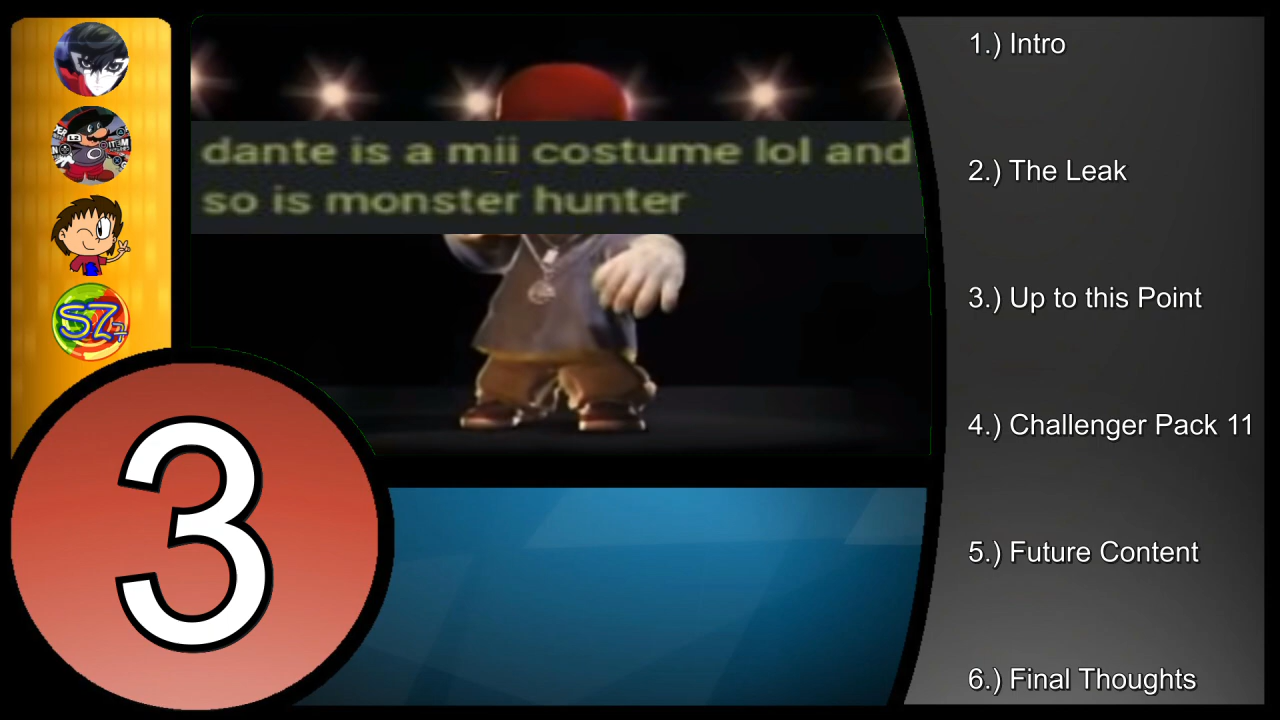 dante is a mii costume lol and
so is monster hunter
SZ7
3
1.) Intro
2.) The Leak
3.) Up to this Point
4.) Challenger Pack 11
5.) Future Content
6.) Final Thoughts